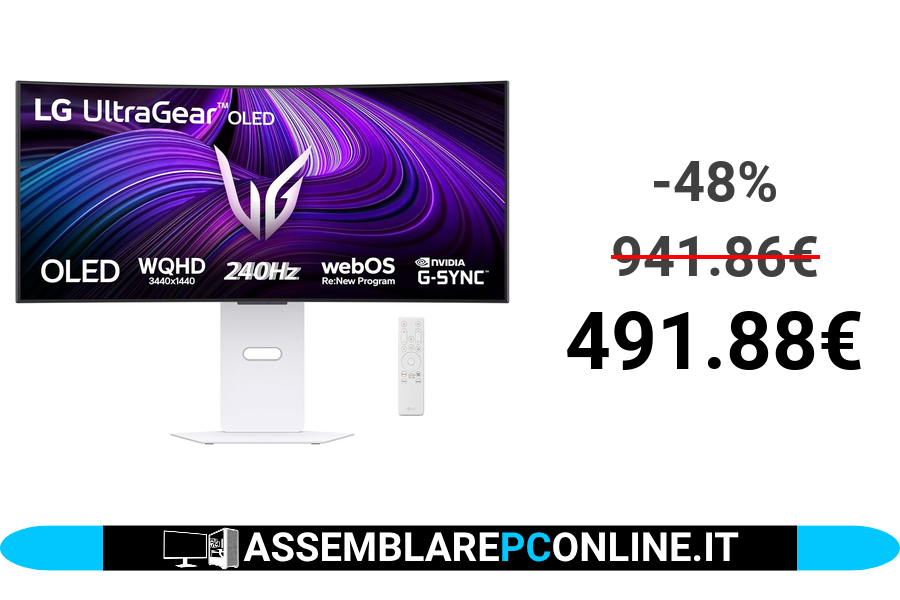 LG UltraGear™ OLED
OLED
WQHD
3440x1440
240Hz
webOS
Re:New Program
NVIDIA
G-SYNC™
-48%
941.86€
491.88€
ASSEMBLAREPCONLINE.IT